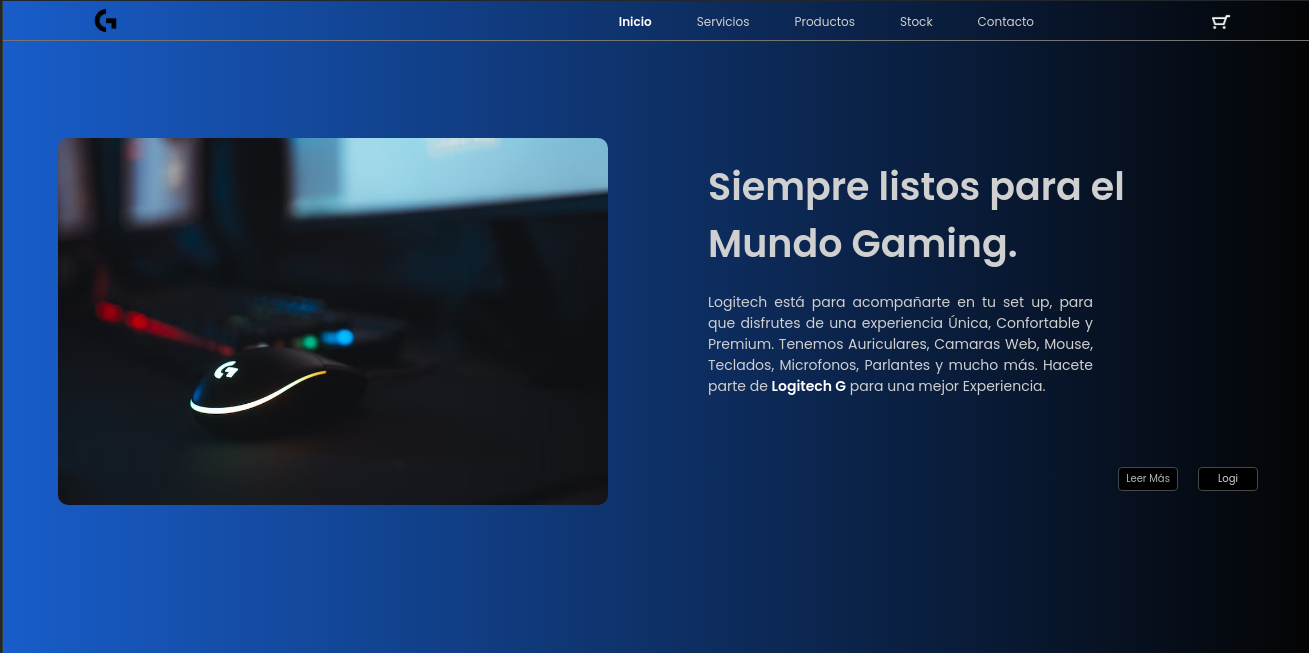 Inicio Servicios Productos Stock Contacto
Siempre listos para el
Mundo Gaming.
Logitech está para acompañarte en tu set up, para
que disfrutes de una experiencia Única, Confortable y
Premium. Tenemos Auriculares, Camaras Web, Mouse,
Teclados, Microfonos, Parlantes y mucho más. Hacete
parte de Logitech G para una mejor Experiencia.
Leer Más Logi